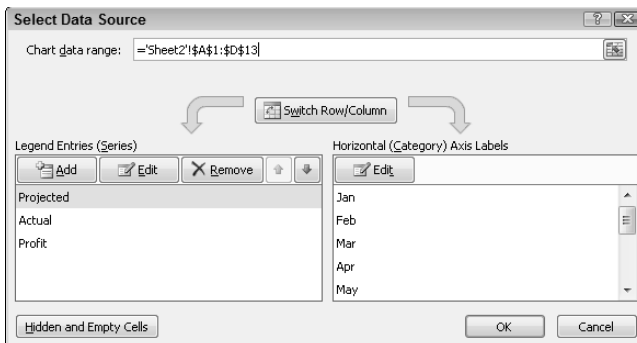 Select Data Source
Chart data range: ='Sheet2'!$A$1:$D$13
Switch Row/Column
Legend Entries (Series)
Add Edit Remove
Projected
Actual
Profit
Horizontal (Category) Axis Labels
Edit
Jan
Feb
Mar
Apr
May
Hidden and Empty Cells
OK Cancel